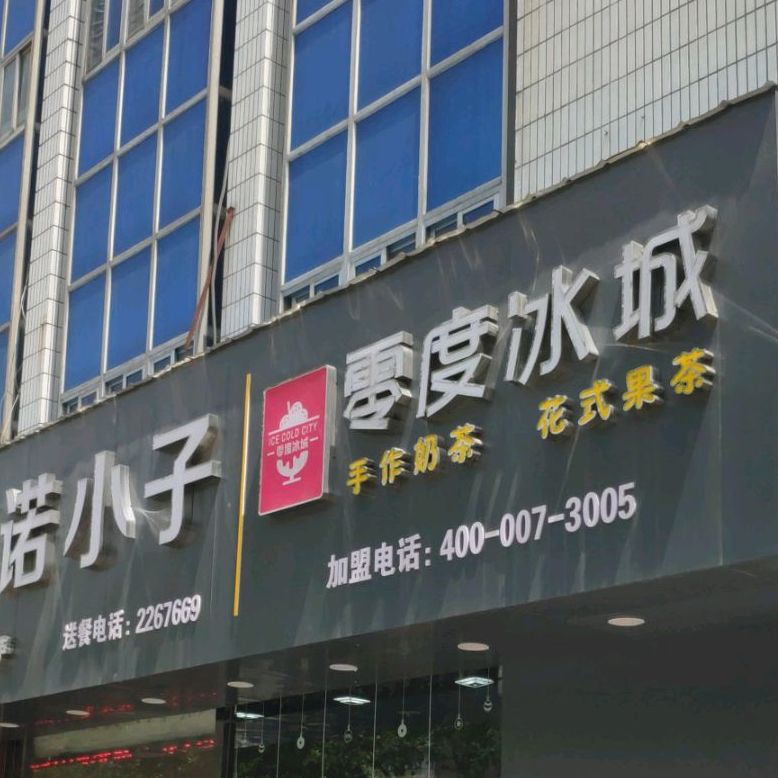 诺小子
送餐电话: 2267669
ICE COLD CITY
零度冰城
零度冰城
手作奶茶 花式果茶
加盟电话: 400-007-3005